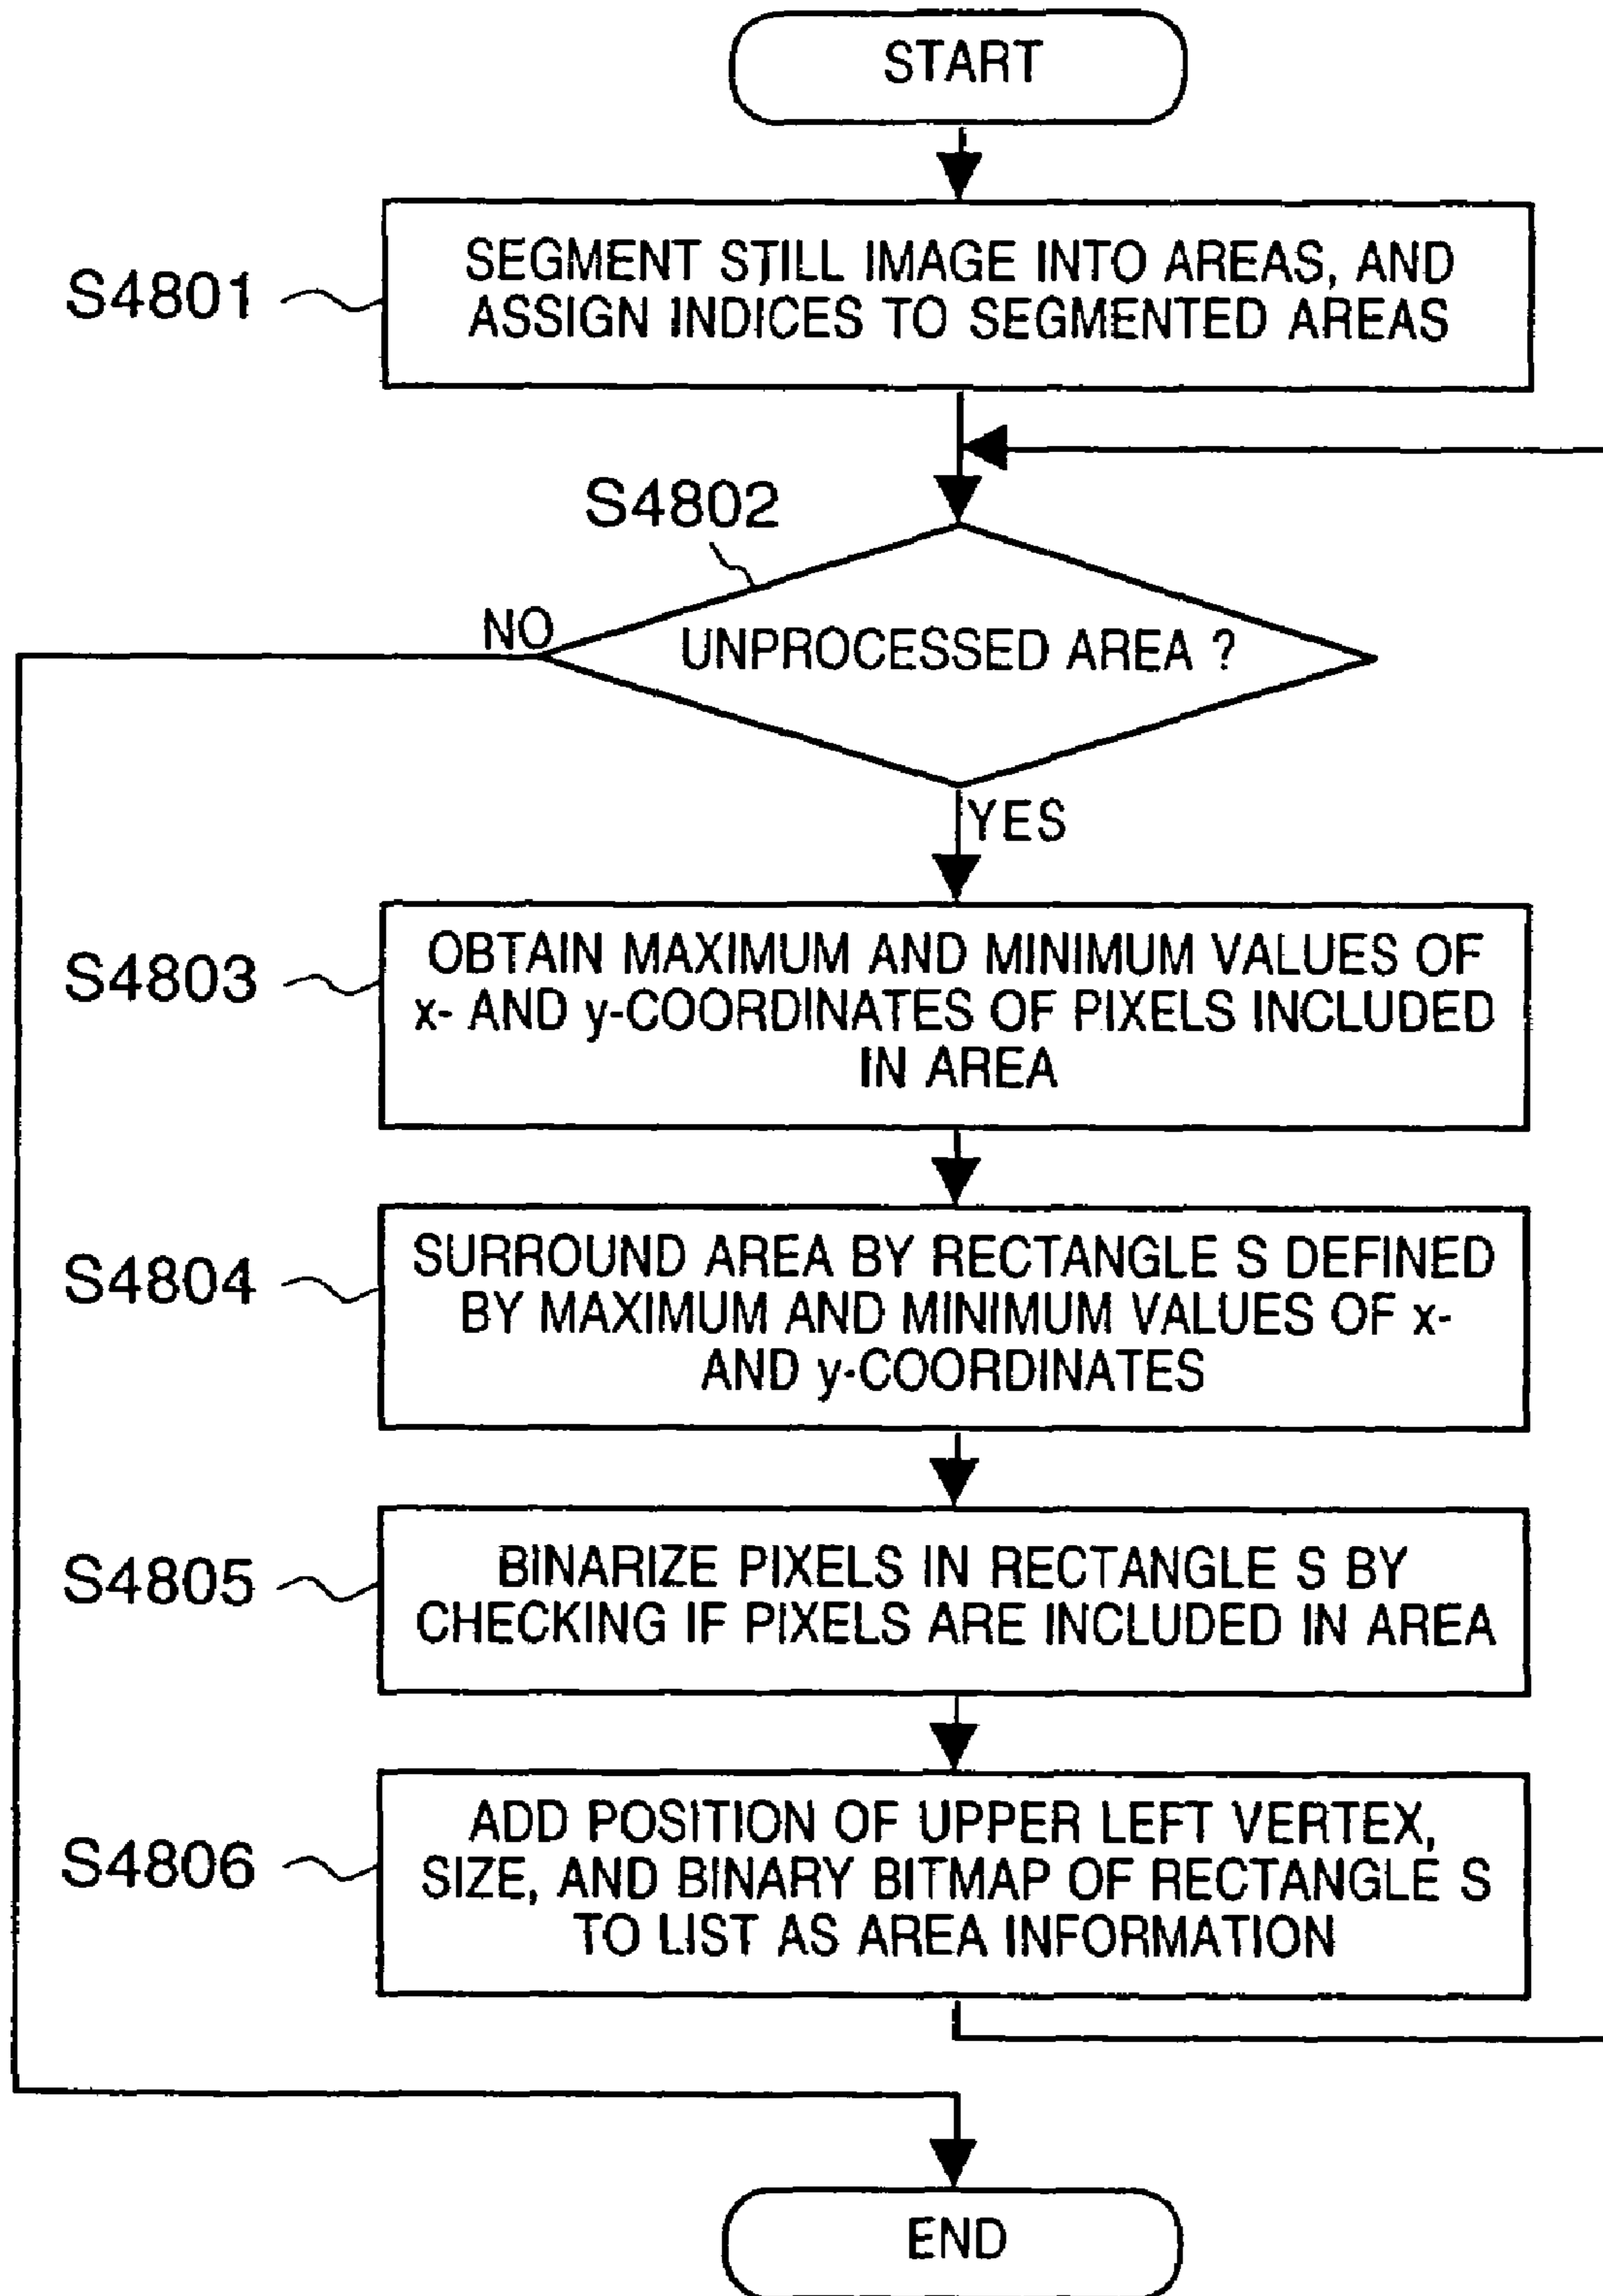 START
S4801
SEGMENT STILL IMAGE INTO AREAS, AND
ASSIGN INDICES TO SEGMENTED AREAS
S4802
NO
UNPROCESSED AREA ?
YES
S4803
OBTAIN MAXIMUM AND MINIMUM VALUES OF
x- AND y-COORDINATES OF PIXELS INCLUDED
IN AREA
S4804
SURROUND AREA BY RECTANGLE S DEFINED
BY MAXIMUM AND MINIMUM VALUES OF x-
AND y-COORDINATES
S4805
BINARIZE PIXELS IN RECTANGLE S BY
CHECKING IF PIXELS ARE INCLUDED IN AREA
S4806
ADD POSITION OF UPPER LEFT VERTEX,
SIZE, AND BINARY BITMAP OF RECTANGLE S
TO LIST AS AREA INFORMATION
END